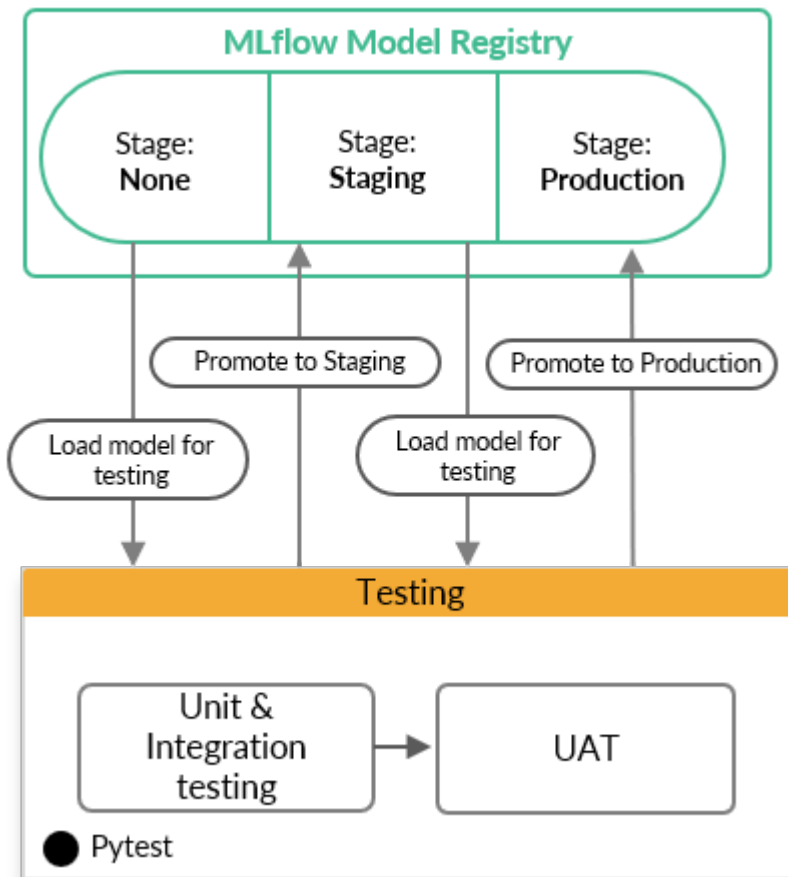 MLflow Model Registry
Stage:
None
Stage:
Staging
Stage:
Production
Promote to Staging
Promote to Production
Load model for
testing
Load model for
testing
Testing
Unit &
Integration
testing
UAT
Pytest